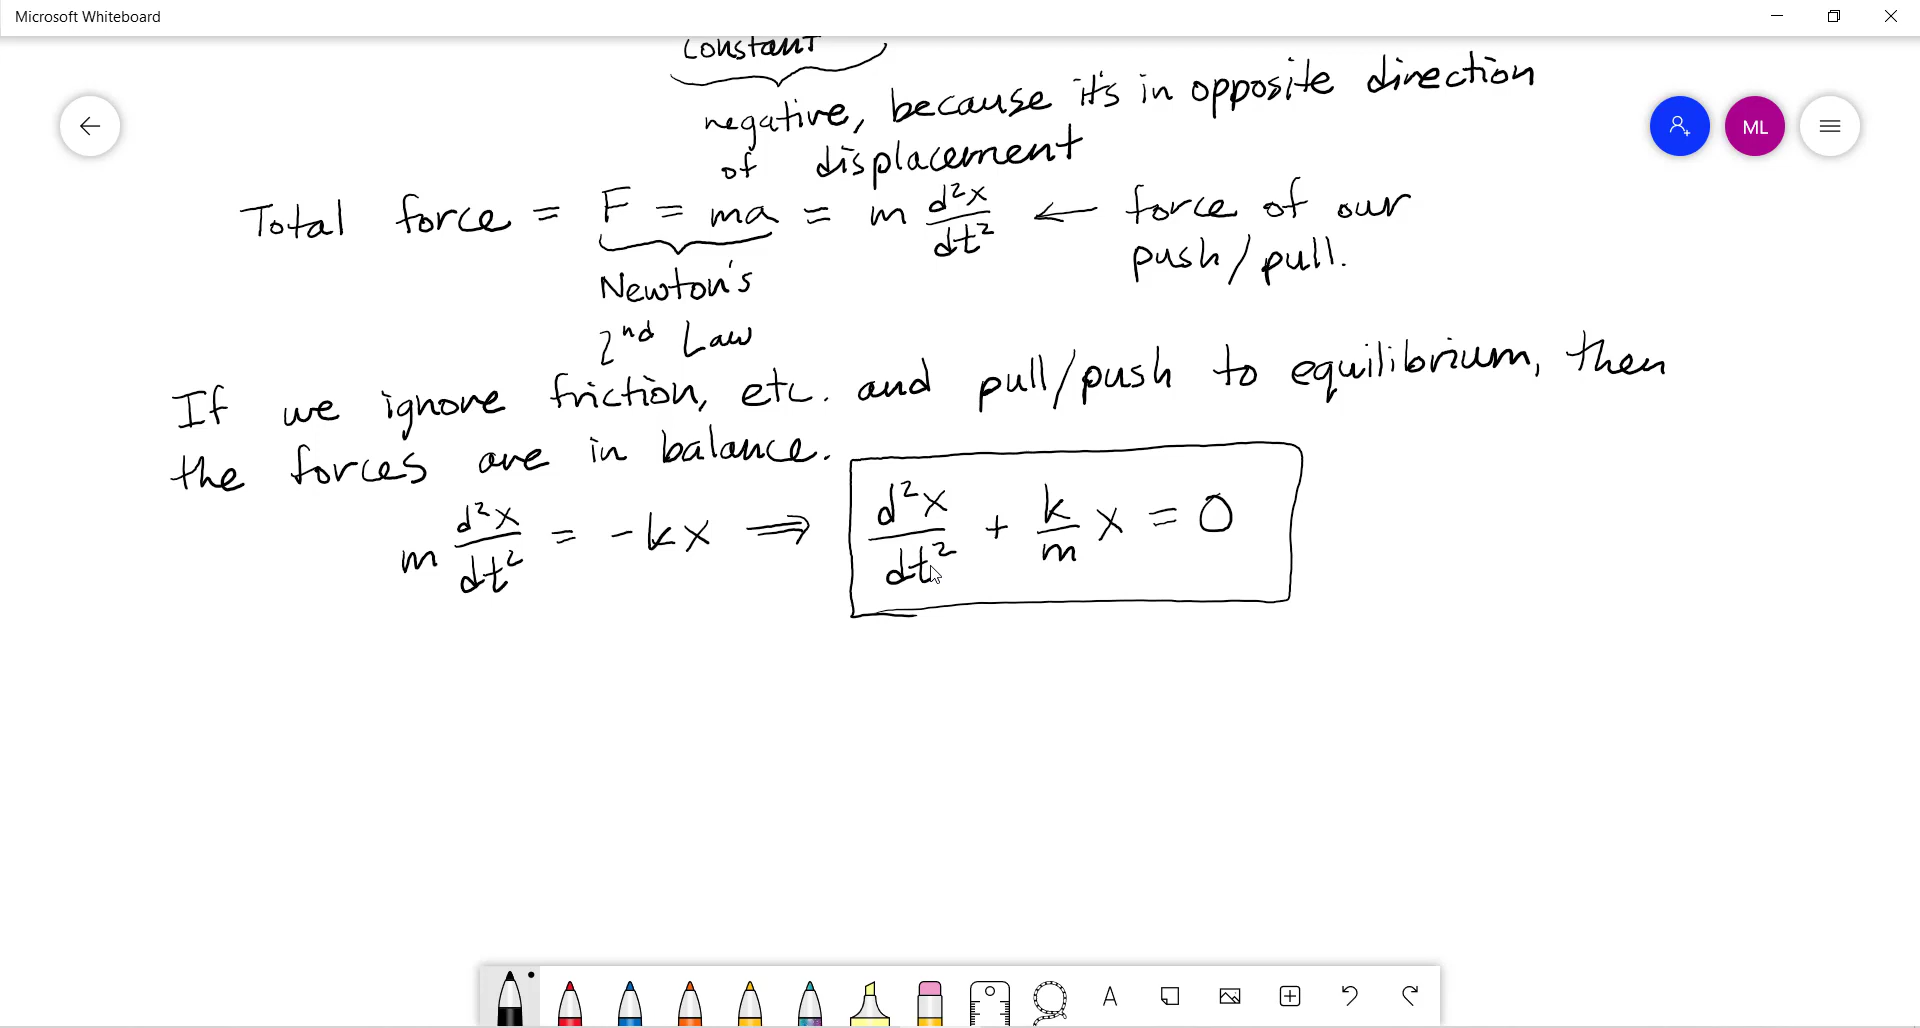 Microsoft Whiteboard
constant
negative, because it's in opposite direction
of displacement
ML
Total force = F = ma = m d²x/dt² ← force of our
push/pull.
Newton's
2nd Law
If we ignore friction, etc. and pull/push to equilibrium, then
the forces are in balance.
m d²x/dt² = -kx ⟹ d²x/dt² + k/m x = 0
A